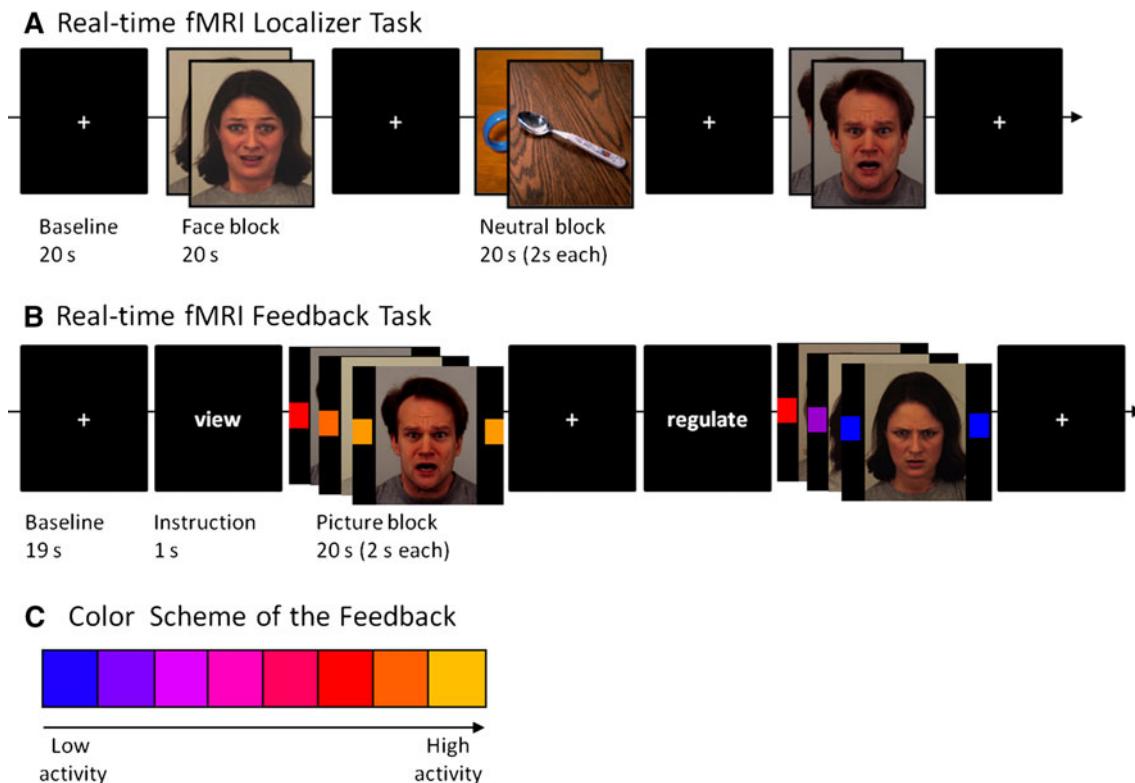 A Real-time fMRI Localizer Task
Baseline
20 s
Face block
20 s
Neutral block
20 s (2s each)
B Real-time fMRI Feedback Task
view
regulate
Baseline
19 s
Instruction
1 s
Picture block
20 s (2 s each)
C Color Scheme of the Feedback
Low
activity
High
activity